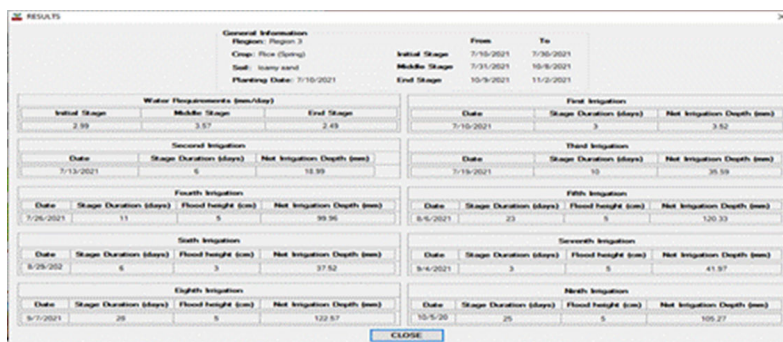 RESULTS
General Information
Region: Region 3
Crop: Rice (Spring)
Soil: loamy sand
Planting Date: 7/10/2021
From To
Initial Stage 7/10/2021 7/30/2021
Middle Stage 7/31/2021 10/8/2021
End Stage 10/9/2021 11/2/2021
Water Requirements (mm/day)
Initial Stage Middle Stage End Stage
2.99 3.57 2.49
First Irrigation
Date Stage Duration (days) Net Irrigation Depth (mm)
7/10/2021 3 3.52
Second Irrigation
Date Stage Duration (days) Net Irrigation Depth (mm)
7/13/2021 6 18.99
Third Irrigation
Date Stage Duration (days) Net Irrigation Depth (mm)
7/19/2021 10 35.59
Fourth Irrigation
Date Stage Duration (days) Flood height (cm) Net Irrigation Depth (mm)
7/26/2021 11 5 99.96
Fifth Irrigation
Date Stage Duration (days) Flood height (cm) Net Irrigation Depth (mm)
8/6/2021 23 5 120.33
Sixth Irrigation
Date Stage Duration (days) Flood height (cm) Net Irrigation Depth (mm)
8/29/202 6 3 37.52
Seventh Irrigation
Date Stage Duration (days) Flood height (cm) Net Irrigation Depth (mm)
9/4/2021 3 5 41.97
Eighth Irrigation
Date Stage Duration (days) Flood height (cm) Net Irrigation Depth (mm)
9/7/2021 28 5 122.57
Ninth Irrigation
Date Stage Duration (days) Flood height (cm) Net Irrigation Depth (mm)
10/5/20 25 5 105.27
CLOSE